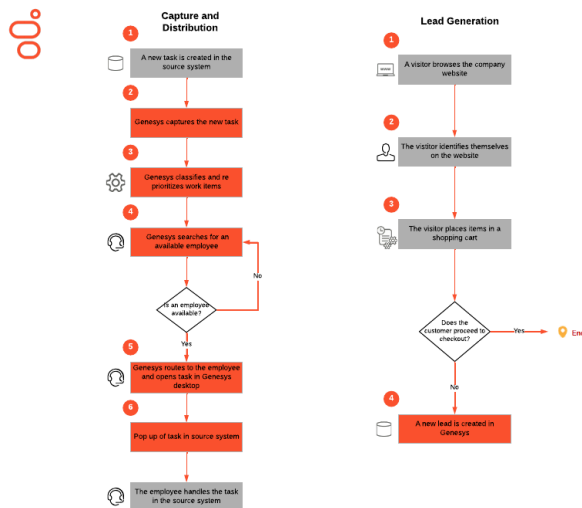 Capture and
Distribution
1
A new task is created in the
source system
2
Genesys captures the new task
3
Genesys classifies and re
prioritizes work items
4
Genesys searches for an
available employee
No
Is an employee
available?
Yes
5
Genesys routes to the employee
and opens task in Genesys
desktop
6
Pop up of task in source system
The employee handles the task
in the source system
Lead Generation
1
A visitor browses the company
website
2
The visitor identifies themselves
on the website
3
The visitor places items in a
shopping cart
Does the
customer proceed to
checkout?
Yes
End
No
4
A new lead is created in
Genesys